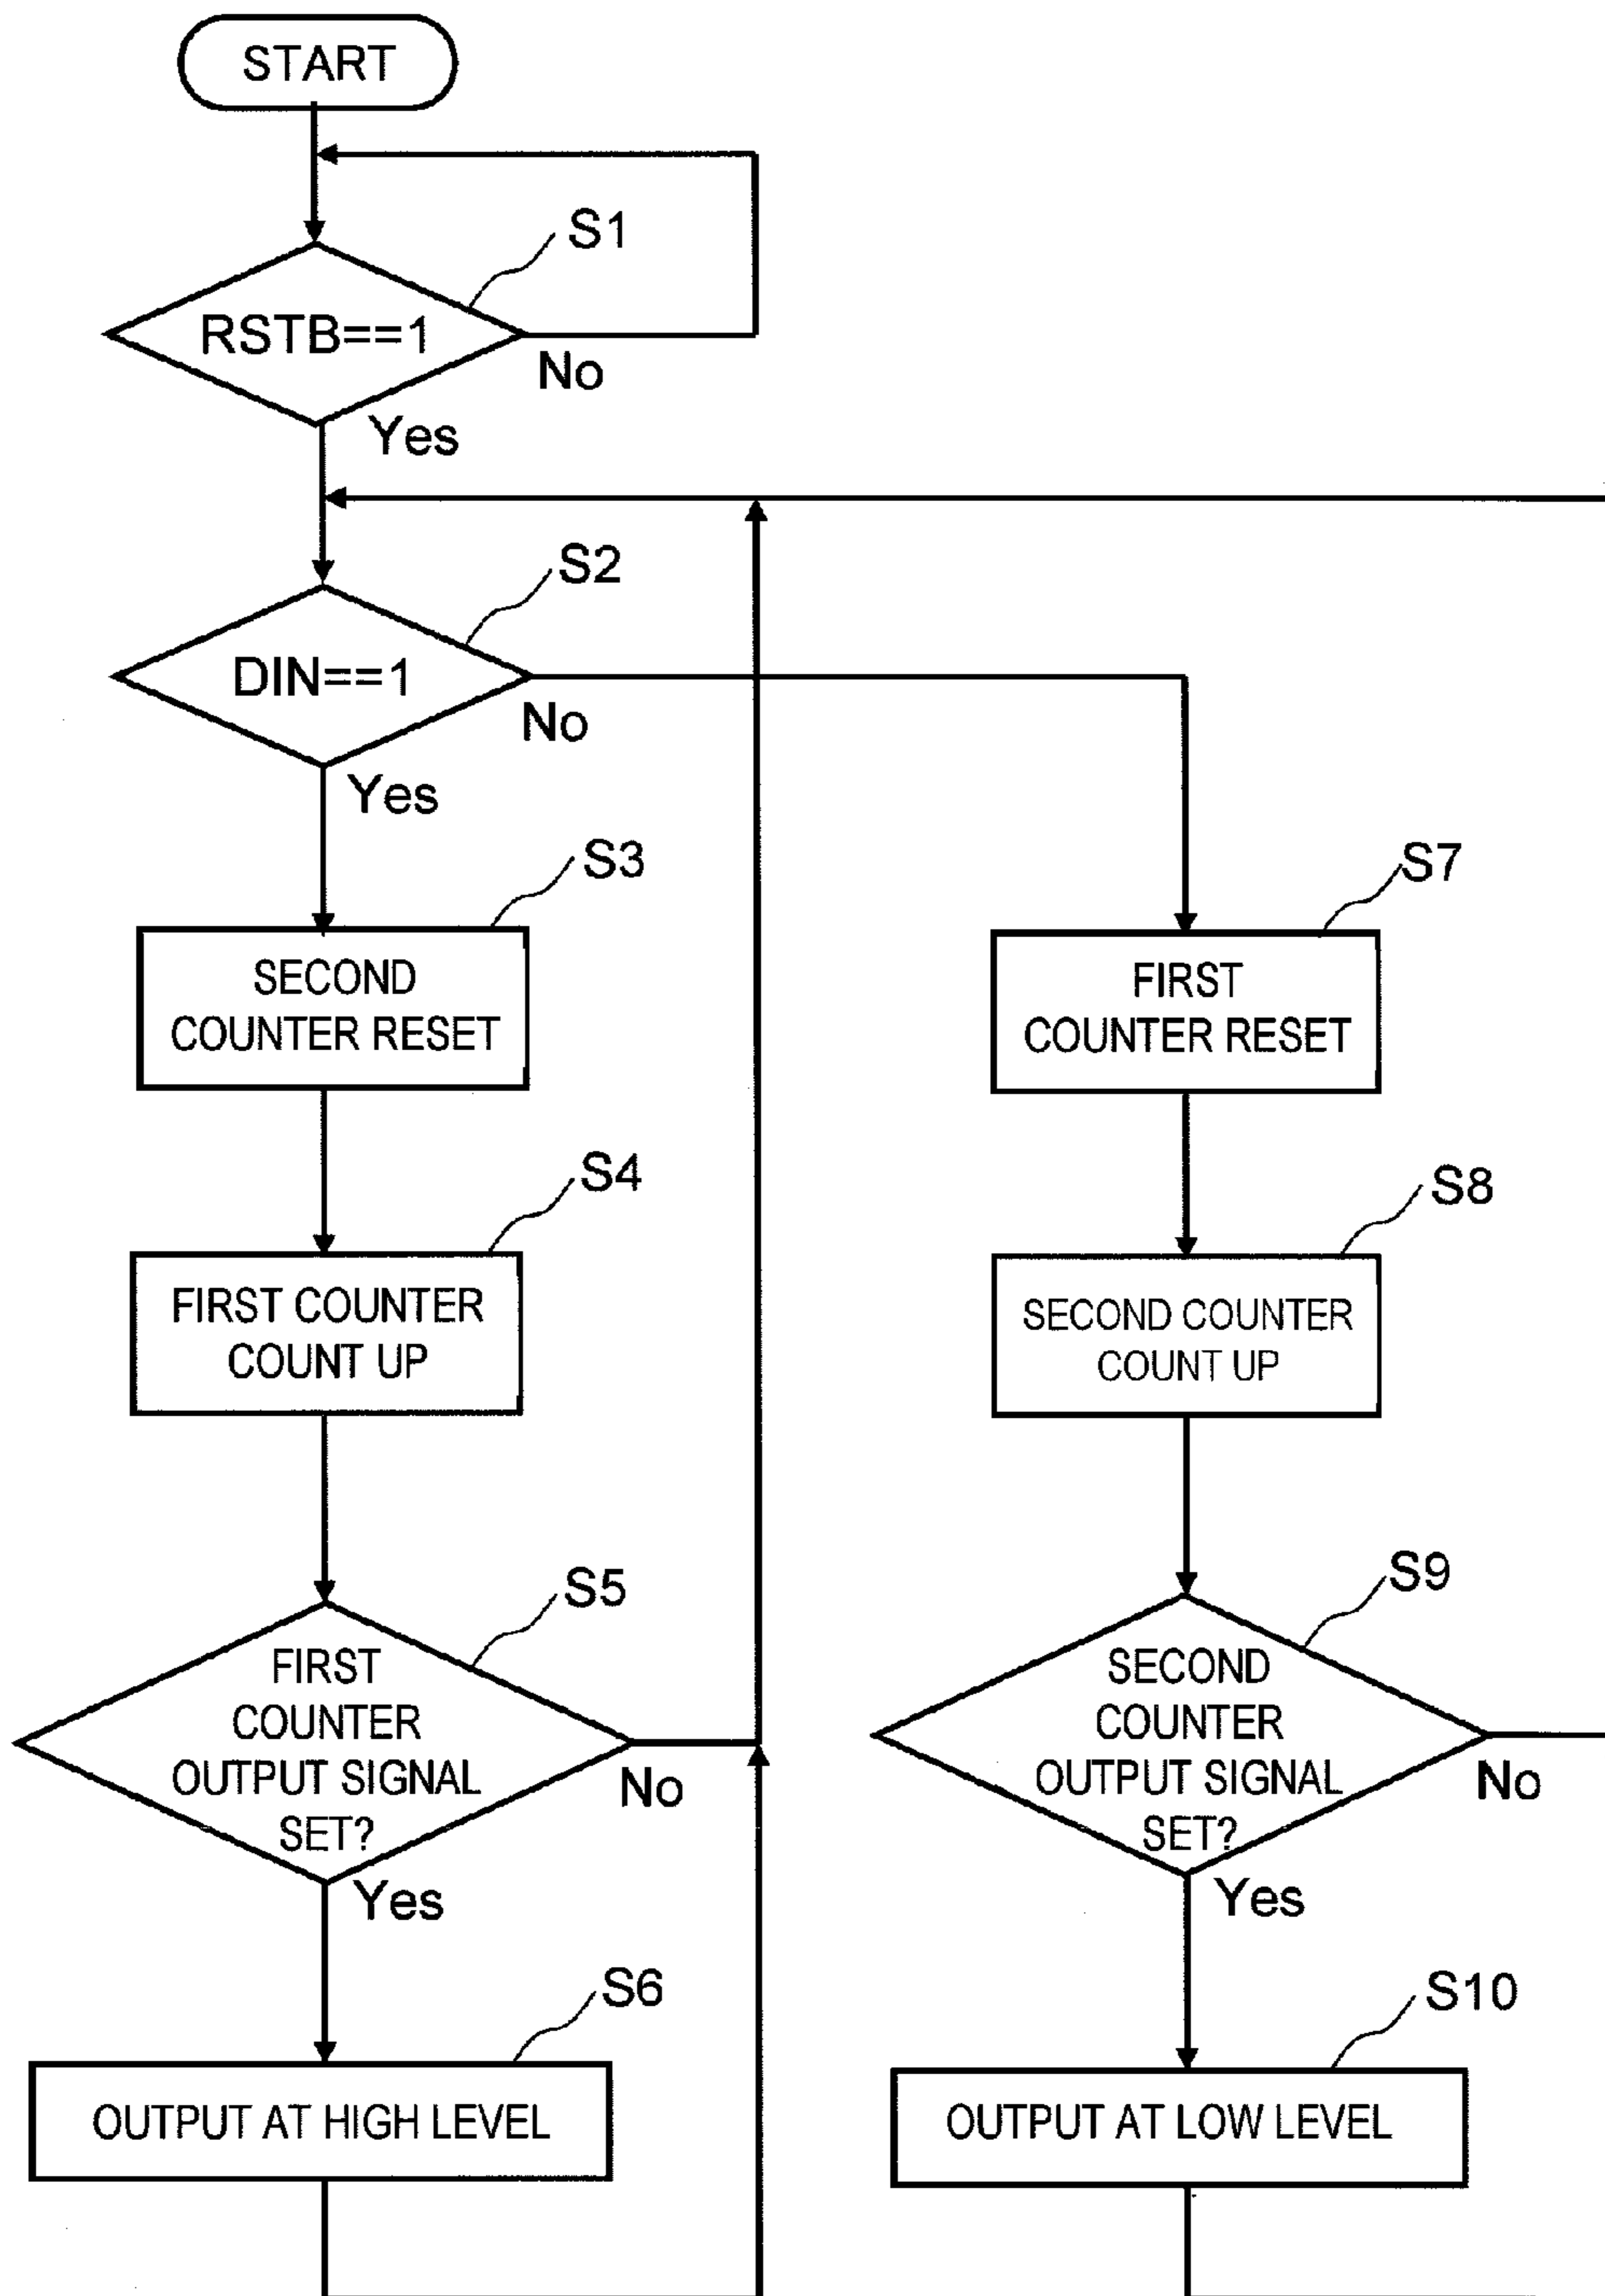 START
S1
RSTB==1
No
Yes
S2
DIN==1
No
Yes
S3
SECOND
COUNTER RESET
S4
FIRST COUNTER
COUNT UP
S5
FIRST
COUNTER
OUTPUT SIGNAL
SET?
No
Yes
S6
OUTPUT AT HIGH LEVEL
S7
FIRST
COUNTER RESET
S8
SECOND COUNTER
COUNT UP
S9
SECOND
COUNTER
OUTPUT SIGNAL
SET?
No
Yes
S10
OUTPUT AT LOW LEVEL